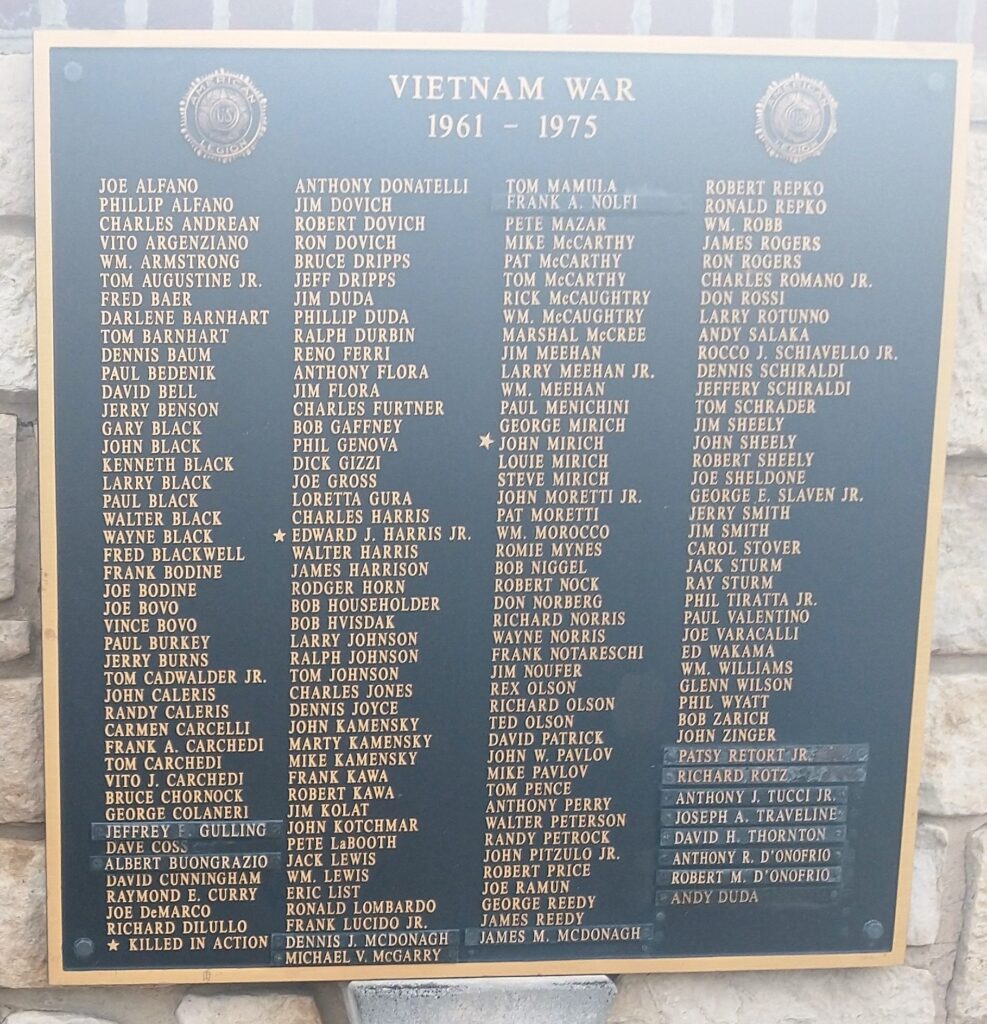 VIETNAM WAR
1961 - 1975
AMERICAN
US
LEGION
AMERICAN
US
LEGION
JOE ALFANO
PHILLIP ALFANO
CHARLES ANDREAN
VITO ARGENZIANO
WM. ARMSTRONG
TOM AUGUSTINE JR.
FRED BAER
DARLENE BARNHART
TOM BARNHART
DENNIS BAUM
PAUL BEDENIK
DAVID BELL
JERRY BENSON
GARY BLACK
JOHN BLACK
KENNETH BLACK
LARRY BLACK
PAUL BLACK
WALTER BLACK
WAYNE BLACK
FRED BLACKWELL
FRANK BODINE
JOE BODINE
JOE BOVO
VINCE BOVO
PAUL BURKEY
JERRY BURNS
TOM CADWALDER JR.
JOHN CALERIS
RANDY CALERIS
CARMEN CARCELLI
FRANK A. CARCHEDI
TOM CARCHEDI
VITO J. CARCHEDI
BRUCE CHORNOCK
GEORGE COLANERI
JEFFREY E. GULLING
DAVE COSS
ALBERT BUONGRAZIO
DAVID CUNNINGHAM
RAYMOND E. CURRY
JOE DeMARCO
RICHARD DILULLO
★ KILLED IN ACTION
ANTHONY DONATELLI
JIM DOVICH
ROBERT DOVICH
RON DOVICH
BRUCE DRIPPS
JEFF DRIPPS
JIM DUDA
PHILLIP DUDA
RALPH DURBIN
RENO FERRI
ANTHONY FLORA
JIM FLORA
CHARLES FURTNER
BOB GAFFNEY
PHIL GENOVA
DICK GIZZI
JOE GROSS
LORETTA GURA
CHARLES HARRIS
★ EDWARD J. HARRIS JR.
WALTER HARRIS
JAMES HARRISON
RODGER HORN
BOB HOUSEHOLDER
BOB HVISDAK
LARRY JOHNSON
RALPH JOHNSON
TOM JOHNSON
CHARLES JONES
DENNIS JOYCE
JOHN KAMENSKY
MARTY KAMENSKY
MIKE KAMENSKY
FRANK KAWA
ROBERT KAWA
JIM KOLAT
JOHN KOTCHMAR
PETE LaBOOTH
JACK LEWIS
WM. LEWIS
ERIC LIST
RONALD LOMBARDO
FRANK LUCIDO JR.
DENNIS J. MCDONAGH
MICHAEL V. McGARRY
TOM MAMULA
FRANK A. NOLFI
PETE MAZAR
MIKE McCARTHY
PAT McCARTHY
TOM McCARTHY
RICK McCAUGHTRY
WM. McCAUGHTRY
MARSHAL McCREE
JIM MEEHAN
LARRY MEEHAN JR.
WM. MEEHAN
PAUL MENICHINI
GEORGE MIRICH
★ JOHN MIRICH
LOUIE MIRICH
STEVE MIRICH
JOHN MORETTI JR.
PAT MORETTI
WM. MOROCCO
ROMIE MYNES
BOB NIGGEL
ROBERT NOCK
DON NORBERG
RICHARD NORRIS
WAYNE NORRIS
FRANK NOTARESCHI
JIM NOUFER
REX OLSON
RICHARD OLSON
TED OLSON
DAVID PATRICK
JOHN W. PAVLOV
MIKE PAVLOV
TOM PENCE
ANTHONY PERRY
WALTER PETERSON
RANDY PETROCK
JOHN PITZULO JR.
ROBERT PRICE
JOE RAMUN
GEORGE REEDY
JAMES REEDY
JAMES M. MCDONAGH
ROBERT REPKO
RONALD REPKO
WM. ROBB
JAMES ROGERS
RON ROGERS
CHARLES ROMANO JR.
DON ROSSI
LARRY ROTUNNO
ANDY SALAKA
ROCCO J. SCHIAVELLO JR.
DENNIS SCHIRALDI
JEFFERY SCHIRALDI
TOM SCHRADER
JIM SHEELY
JOHN SHEELY
ROBERT SHEELY
JOE SHELDONE
GEORGE E. SLAVEN JR.
JERRY SMITH
JIM SMITH
CAROL STOVER
JACK STURM
RAY STURM
PHIL TIRATTA JR.
PAUL VALENTINO
JOE VARACALLI
ED WAKAMA
WM. WILLIAMS
GLENN WILSON
PHIL WYATT
BOB ZARICH
JOHN ZINGER
PATSY RETORT JR.
RICHARD ROTZ
ANTHONY J. TUCCI JR.
JOSEPH A. TRAVELINE
DAVID H. THORNTON
ANTHONY R. D'ONOFRIO
ROBERT M. D'ONOFRIO
ANDY DUDA